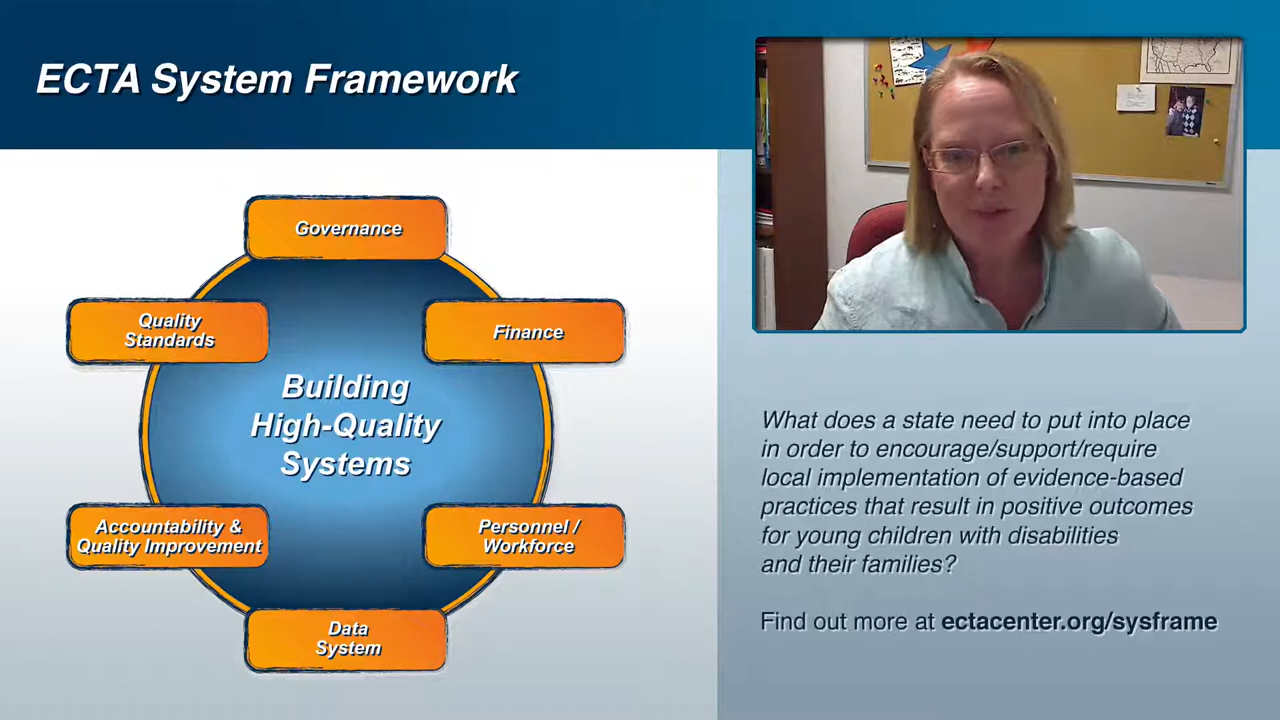 ECTA System Framework
Governance
Quality
Standards
Finance
Building
High-Quality
Systems
Accountability &
Quality Improvement
Personnel /
Workforce
Data
System
What does a state need to put into place
in order to encourage/support/require
local implementation of evidence-based
practices that result in positive outcomes
for young children with disabilities
and their families?
Find out more at ectacenter.org/sysframe